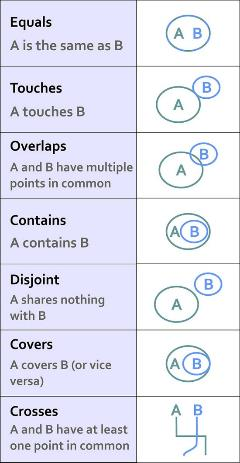 Equals
A is the same as B
A B
Touches
A touches B
A
B
Overlaps
A and B have multiple
points in common
A
B
Contains
A contains B
A
B
Disjoint
A shares nothing
with B
A
B
Covers
A covers B (or vice
versa)
A
B
Crosses
A and B have at least
one point in common
A B